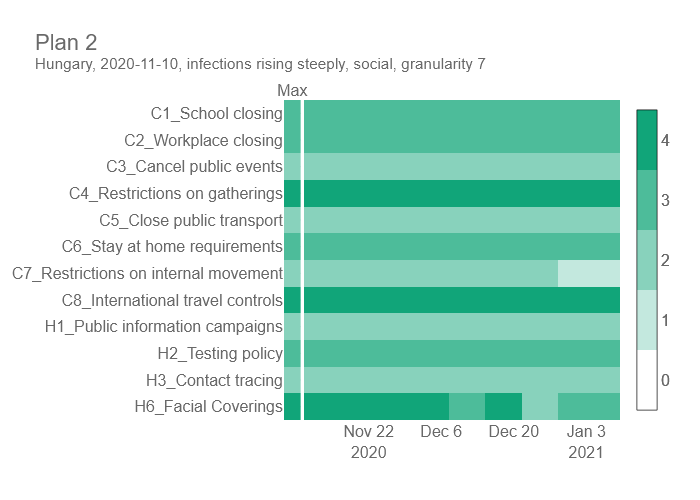 Plan 2
Hungary, 2020-11-10, infections rising steeply, social, granularity 7
Max
C1_School closing
C2_Workplace closing
C3_Cancel public events
C4_Restrictions on gatherings
C5_Close public transport
C6_Stay at home requirements
C7_Restrictions on internal movement
C8_International travel controls
H1_Public information campaigns
H2_Testing policy
H3_Contact tracing
H6_Facial Coverings
4
3
2
1
0
Nov 22 Dec 6 Dec 20 Jan 3
2020 2021